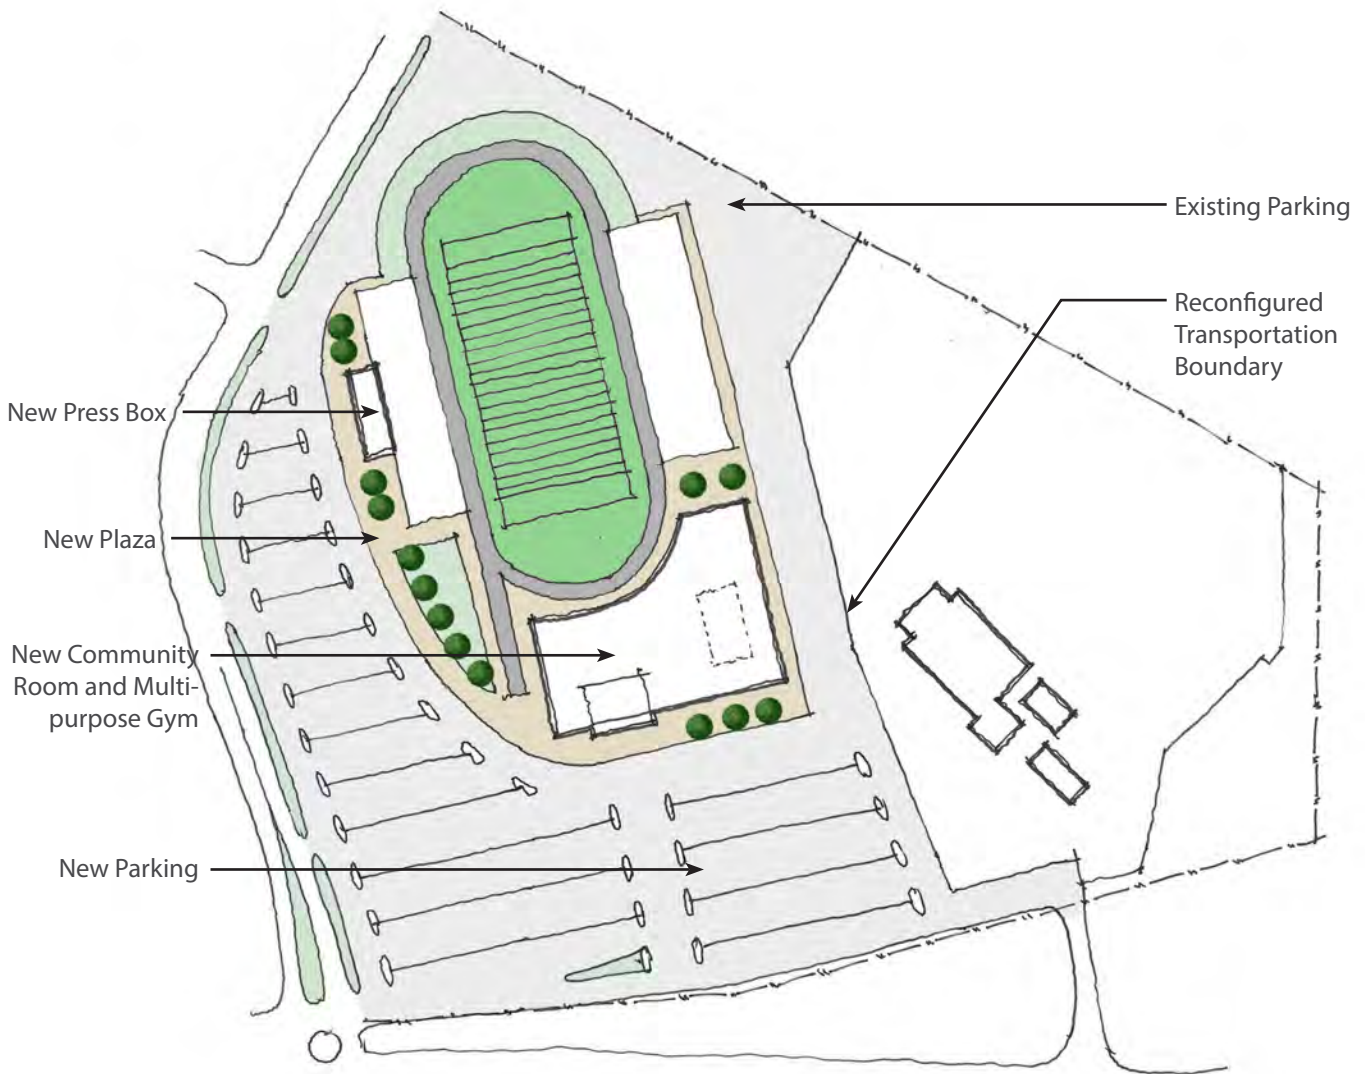 Existing Parking
Reconfigured
Transportation
Boundary
New Press Box
New Plaza
New Community
Room and Multi-
purpose Gym
New Parking